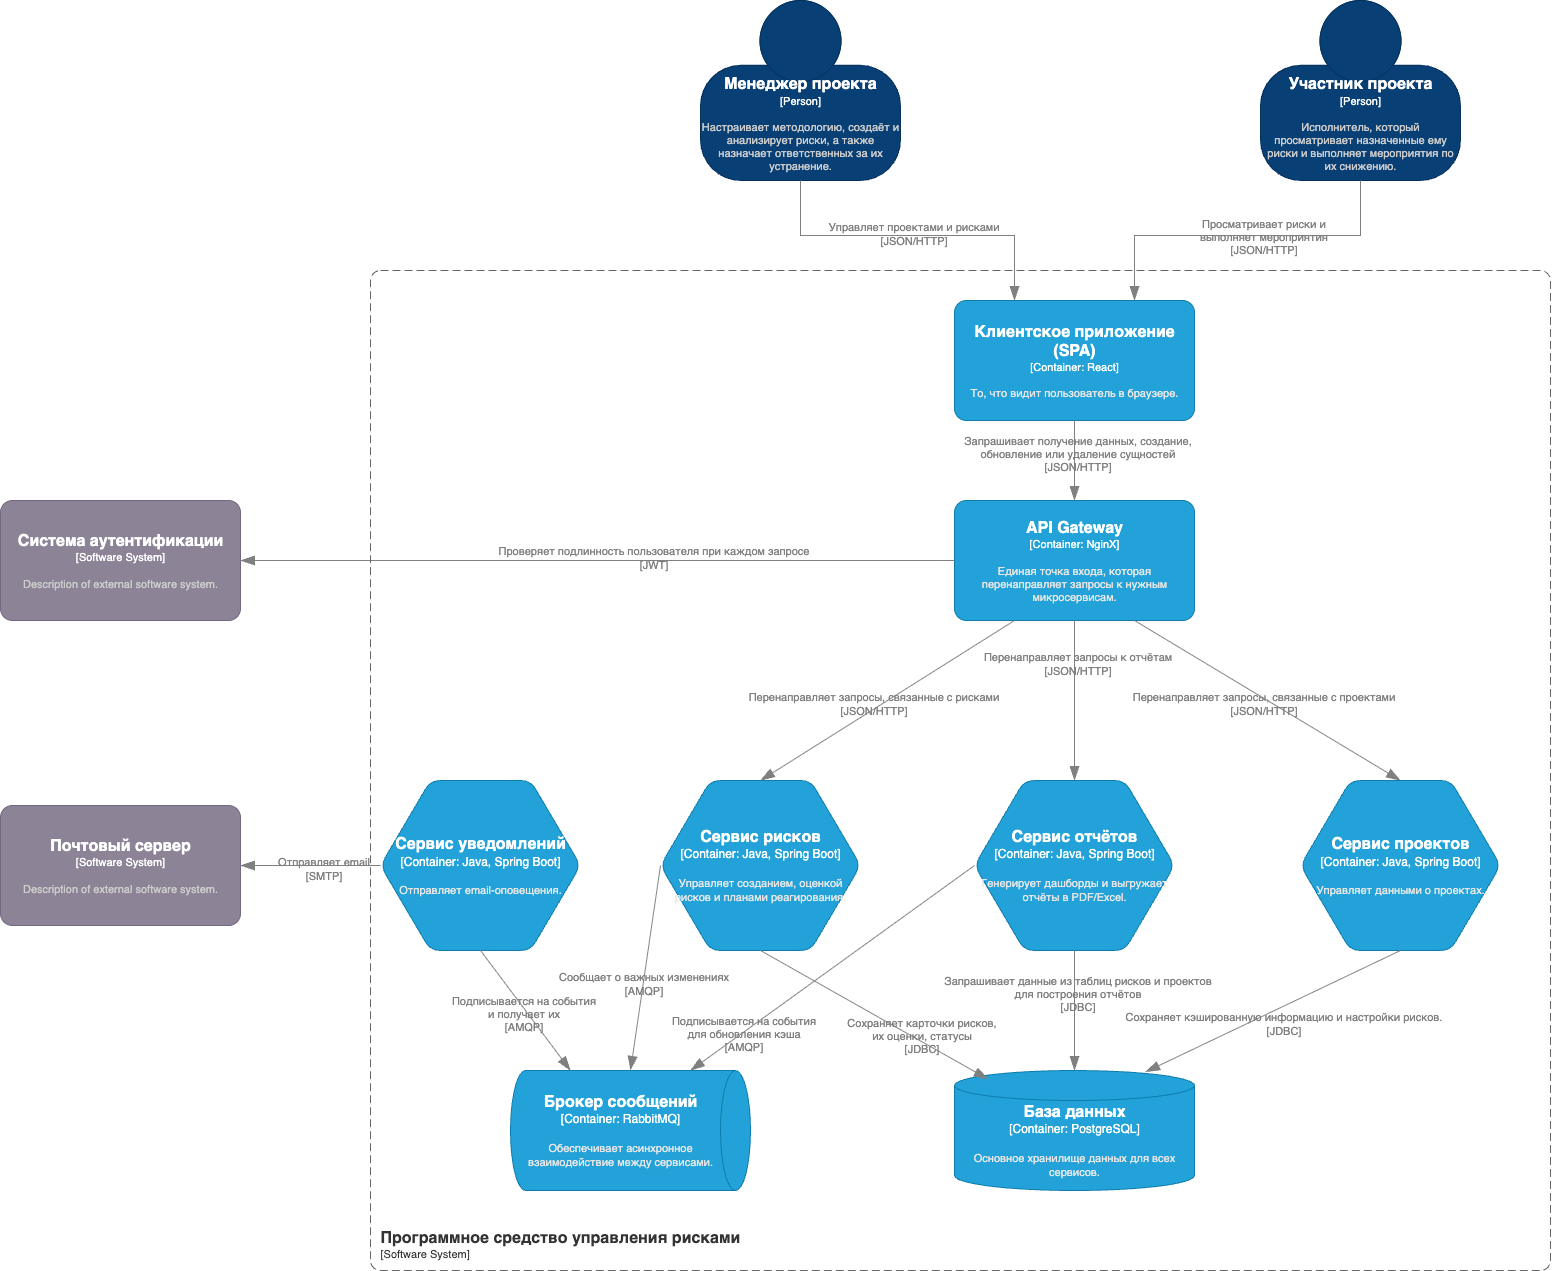 Менеджер проекта
[Person]
Настраивает методологию, создаёт и
анализирует риски, а также
назначает ответственных за их
устранение.
Участник проекта
[Person]
Исполнитель, который
просматривает назначенные ему
риски и выполняет мероприятия по
их снижению.
Управляет проектами и рисками
[JSON/HTTP]
Просматривает риски и
выполняет мероприятия
[JSON/HTTP]
Клиентское приложение
(SPA)
[Container: React]
То, что видит пользователь в браузере.
Запрашивает получение данных, создание,
обновление или удаление сущностей
[JSON/HTTP]
Система аутентификации
[Software System]
Description of external software system.
Проверяет подлинность пользователя при каждом запросе
[JWT]
API Gateway
[Container: NginX]
Единая точка входа, которая
перенаправляет запросы к нужным
микросервисам.
Перенаправляет запросы к отчётам
[JSON/HTTP]
Перенаправляет запросы, связанные с рисками
[JSON/HTTP]
Перенаправляет запросы, связанные с проектами
[JSON/HTTP]
Почтовый сервер
[Software System]
Description of external software system.
Отправляет email
[SMTP]
Сервис уведомлений
[Container: Java, Spring Boot]
Отправляет email-оповещения.
Сервис рисков
[Container: Java, Spring Boot]
Управляет созданием, оценкой
рисков и планами реагирования
Сервис отчётов
[Container: Java, Spring Boot]
Генерирует дашборды и выгружает
отчёты в PDF/Excel.
Сервис проектов
[Container: Java, Spring Boot]
Управляет данными о проектах.
Подписывается на события
и получает их
[AMQP]
Сообщает о важных изменениях
[AMQP]
Подписывается на события
для обновления кэша
[AMQP]
Сохраняет карточки рисков,
их оценки, статусы
[JDBC]
Запрашивает данные из таблиц рисков и проектов
для построения отчётов
[JDBC]
Сохраняет кэшированную информацию и настройки рисков.
[JDBC]
Брокер сообщений
[Container: RabbitMQ]
Обеспечивает асинхронное
взаимодействие между сервисами.
База данных
[Container: PostgreSQL]
Основное хранилище данных для всех
сервисов.
Программное средство управления рисками
[Software System]